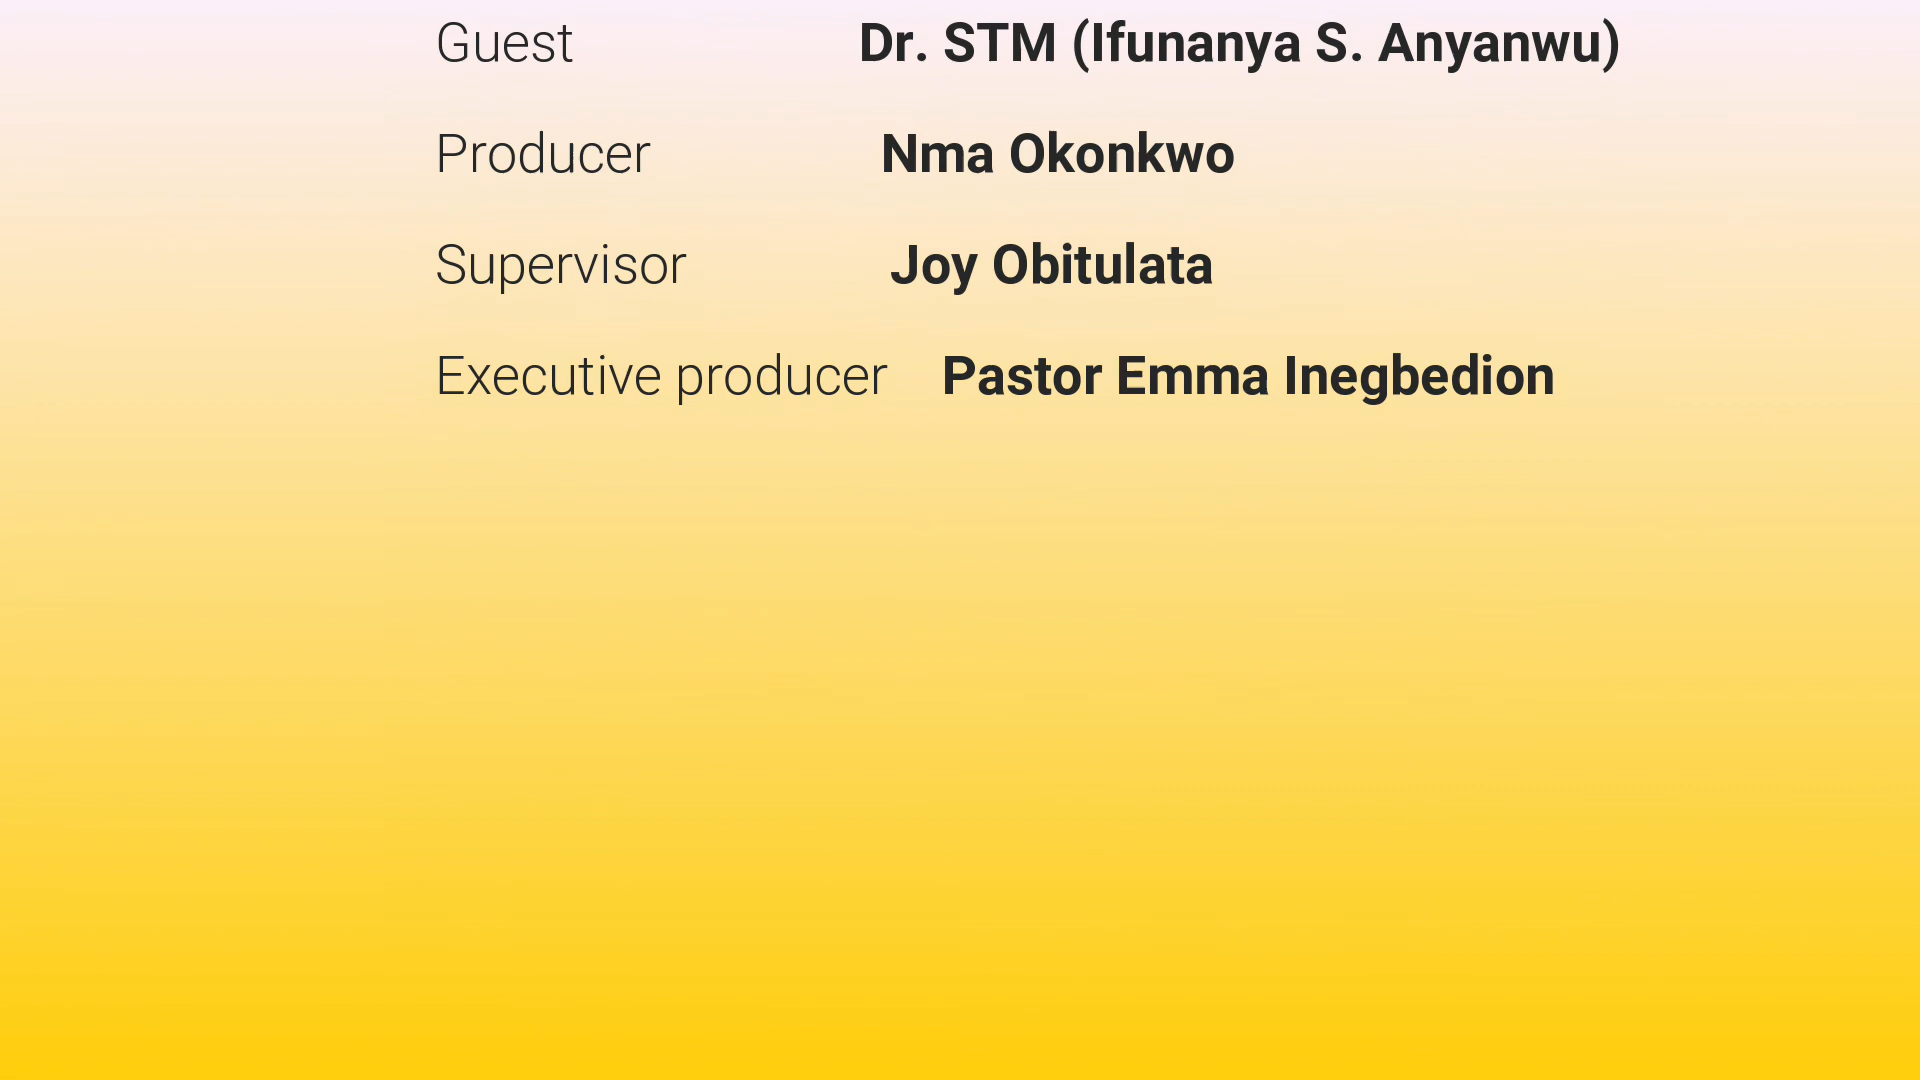 Guest Dr. STM (Ifunanya S. Anyanwu)
Producer Nma Okonkwo
Supervisor Joy Obitulata
Executive producer Pastor Emma Inegbedion